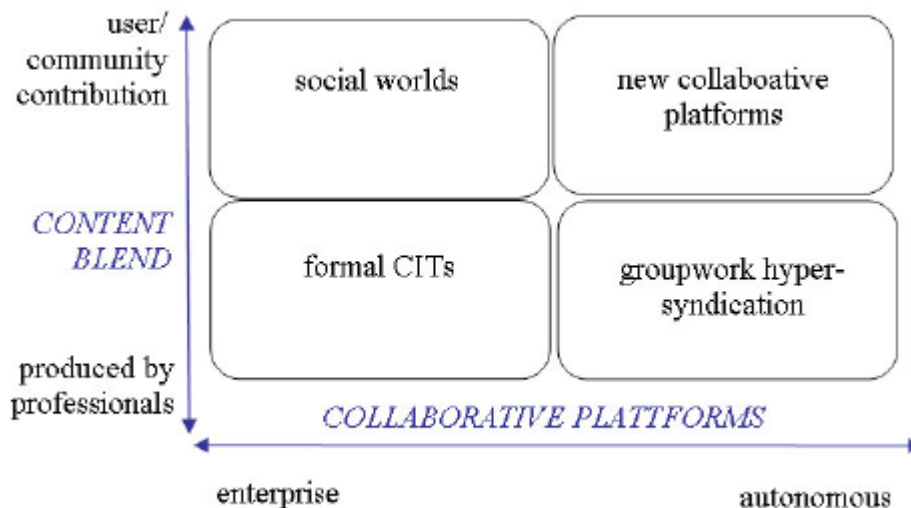 user/
community
contribution
social worlds
new collaboative
platforms
CONTENT
BLEND
formal CITs
groupwork hyper-
syndication
produced by
professionals
COLLABORATIVE PLATTFORMS
enterprise
autonomous